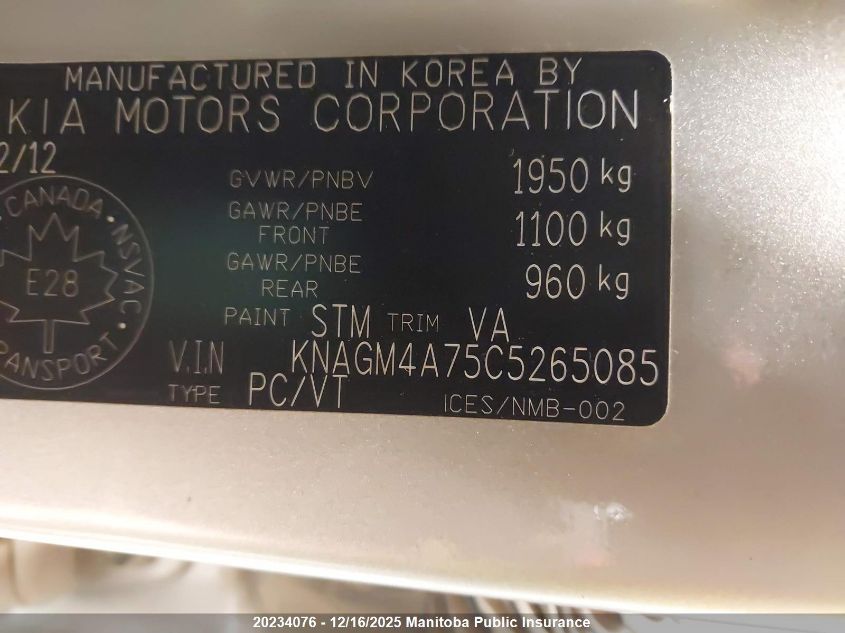 MANUFACTURED IN KOREA BY
KIA MOTORS CORPORATION
2/12
GVWR/PNBV 1950 kg
GAWR/PNBE FRONT 1100 kg
GAWR/PNBE REAR 960 kg
PAINT STM TRIM VA
V.I.N KNAGM4A75C5265085
TYPE PC/VT ICES/NMB-002
CANADA • NSVAC •
E28
TRANSPORT •
20234076 - 12/16/2025 Manitoba Public Insurance